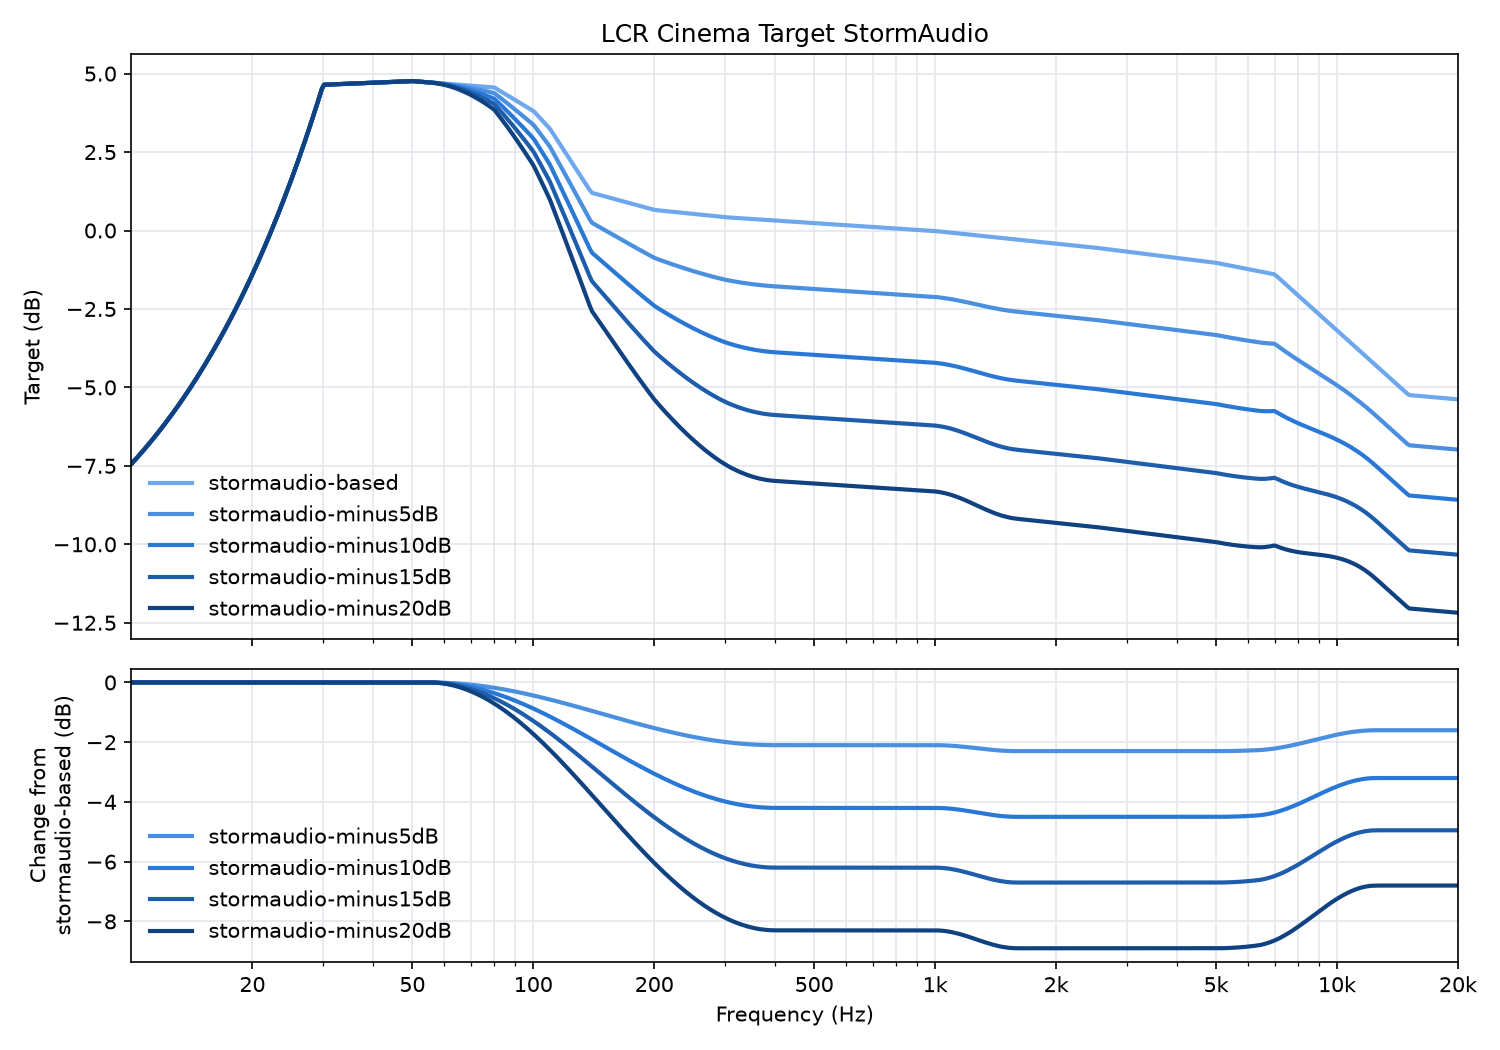 LCR Cinema Target StormAudio
5.0
2.5
0.0
−2.5
−5.0
−7.5
−10.0
−12.5
Target (dB)
stormaudio-based
stormaudio-minus5dB
stormaudio-minus10dB
stormaudio-minus15dB
stormaudio-minus20dB
0
−2
−4
−6
−8
Change from
stormaudio-based (dB)
stormaudio-minus5dB
stormaudio-minus10dB
stormaudio-minus15dB
stormaudio-minus20dB
20 50 100 200 500 1k 2k 5k 10k 20k
Frequency (Hz)